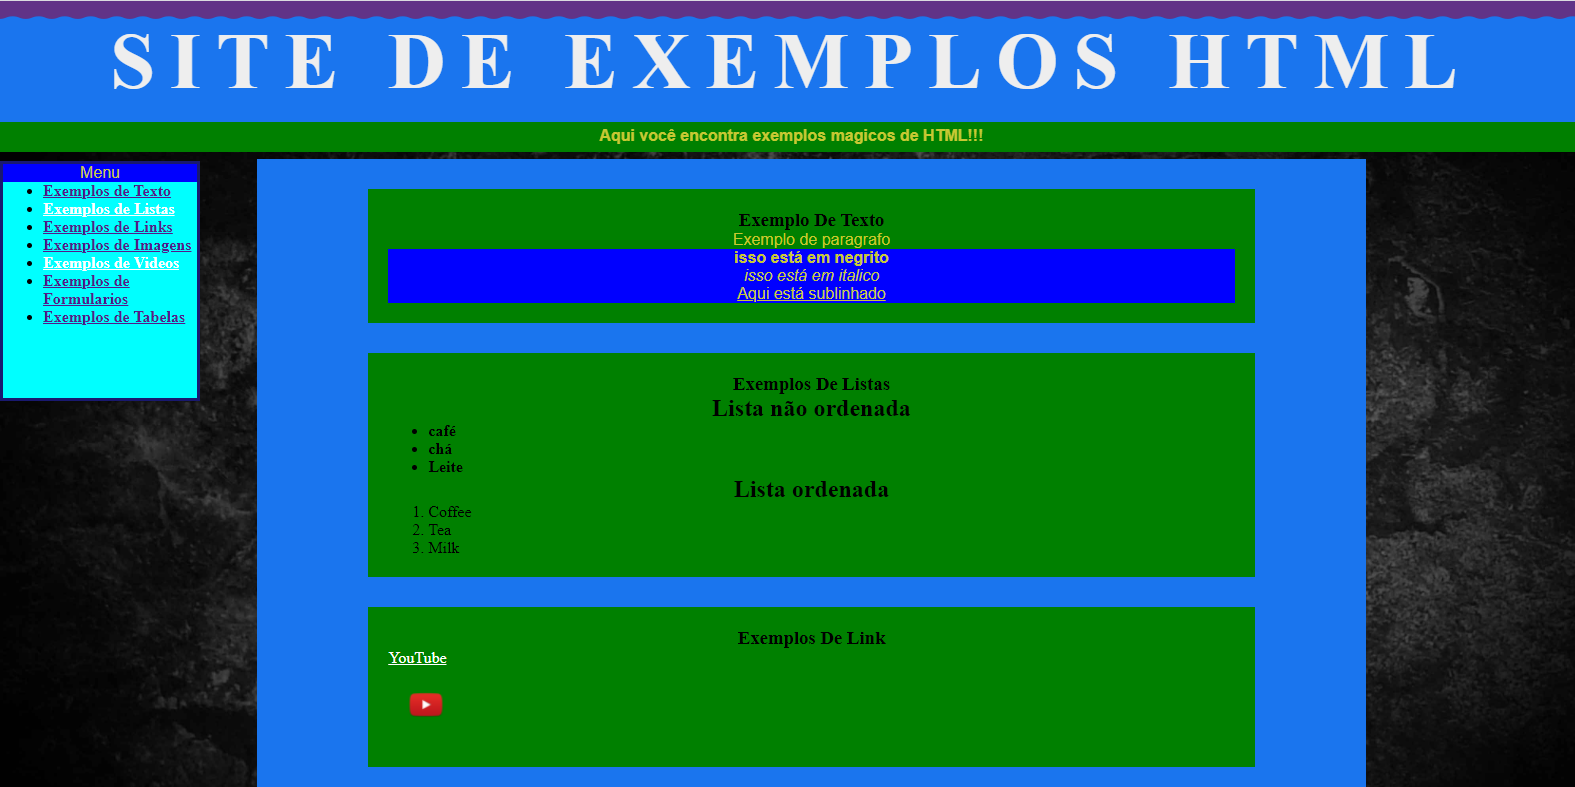 SITE DE EXEMPLOS HTML
Aqui você encontra exemplos magicos de HTML!!!
Menu
Exemplos de Texto
Exemplos de Listas
Exemplos de Links
Exemplos de Imagens
Exemplos de Videos
Exemplos de
Formularios
Exemplos de Tabelas
Exemplo De Texto
Exemplo de paragrafo
isso está em negrito
isso está em italico
Aqui está sublinhado
Exemplos De Listas
Lista não ordenada
café
chá
Leite
Lista ordenada
1. Coffee
2. Tea
3. Milk
Exemplos De Link
YouTube